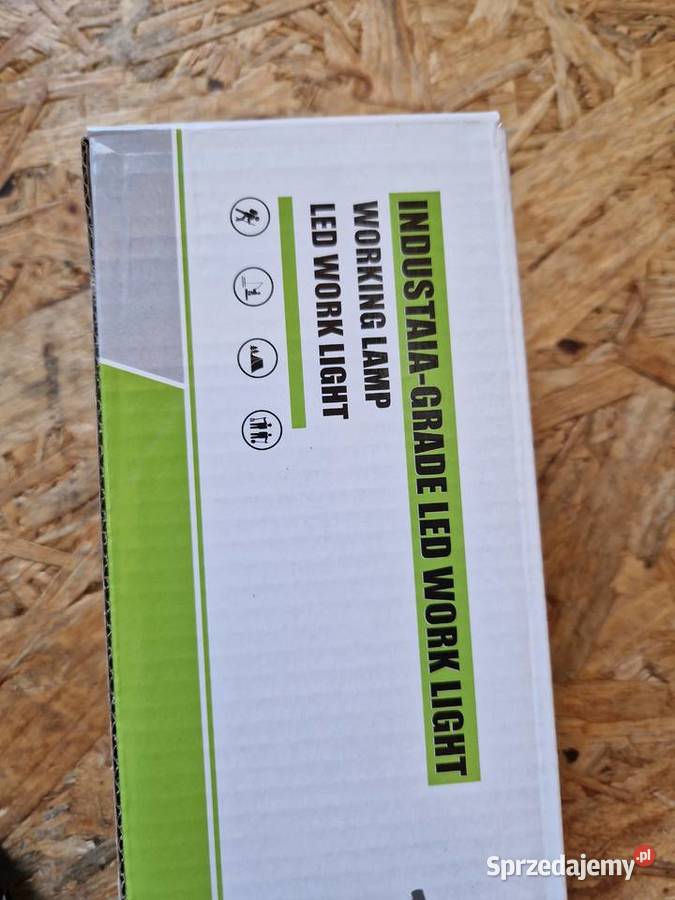 INDUSTAIA-GRADE LED WORK LIGHT
WORKING LAMP
LED WORK LIGHT
Sprzedajemy.pl